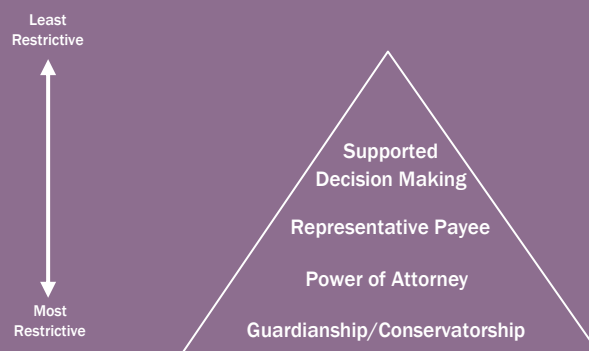 Least
Restrictive
Supported
Decision Making
Representative Payee
Power of Attorney
Most
Restrictive
Guardianship/Conservatorship